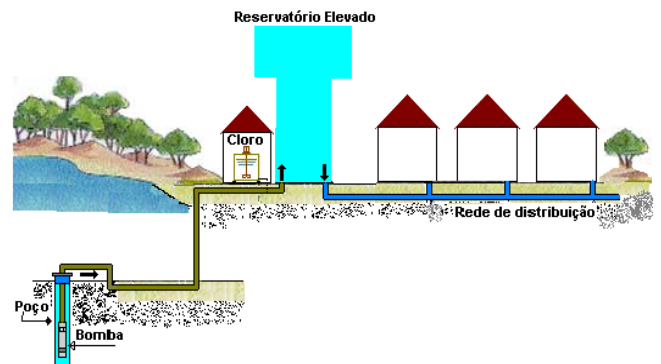 Reservatório Elevado
Cloro
Rede de distribuição
Poço
Bomba